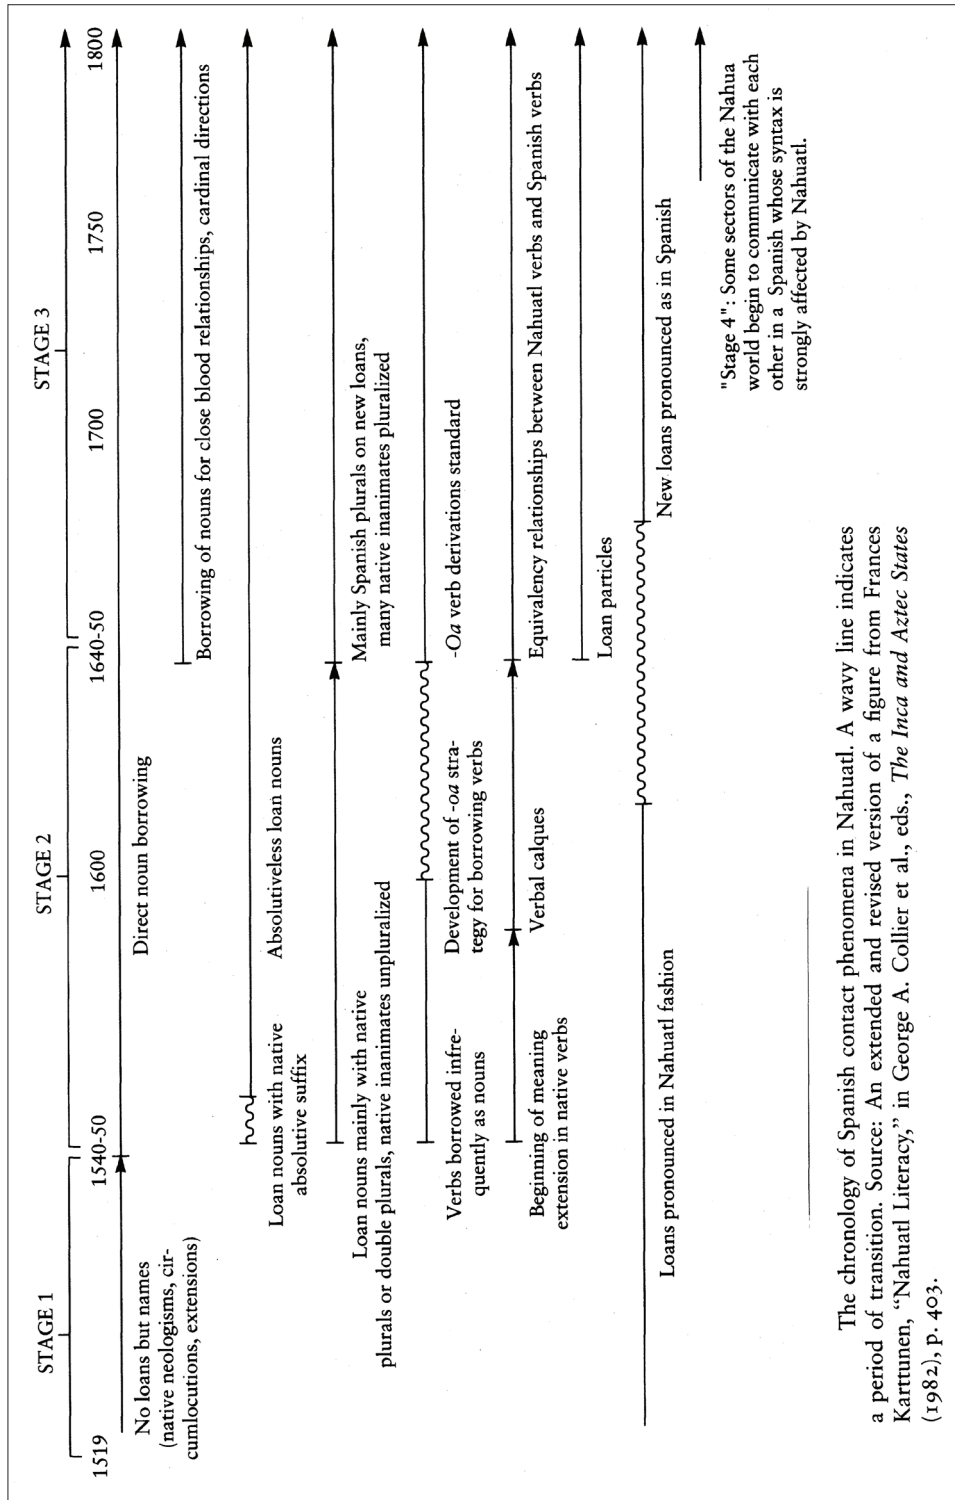 STAGE 1
STAGE 2
STAGE 3
1519
1540-50
1600
1640-50
1700
1750
1800
No loans but names
(native neologisms, cir-
cumlocutions, extensions)
Direct noun borrowing
Borrowing of nouns for close blood relationships, cardinal directions
Loan nouns with native
absolutive suffix
Absolutiveless loan nouns
Loan nouns mainly with native
plurals or double plurals, native inanimates unpluralized
Mainly Spanish plurals on new loans,
many native inanimates pluralized
Verbs borrowed infre-
quently as nouns
Development of -oa stra-
tegy for borrowing verbs
-Oa verb derivations standard
Beginning of meaning
extension in native verbs
Verbal calques
Equivalency relationships between Nahuatl verbs and Spanish verbs
Loan particles
Loans pronounced in Nahuatl fashion
New loans pronounced as in Spanish
"Stage 4": Some sectors of the Nahua
world begin to communicate with each
other in a Spanish whose syntax is
strongly affected by Nahuatl.
The chronology of Spanish contact phenomena in Nahuatl. A wavy line indicates
a period of transition. Source: An extended and revised version of a figure from Frances
Karttunen, “Nahuatl Literacy,” in George A. Collier et al., eds., The Inca and Aztec States
(1982), p. 403.